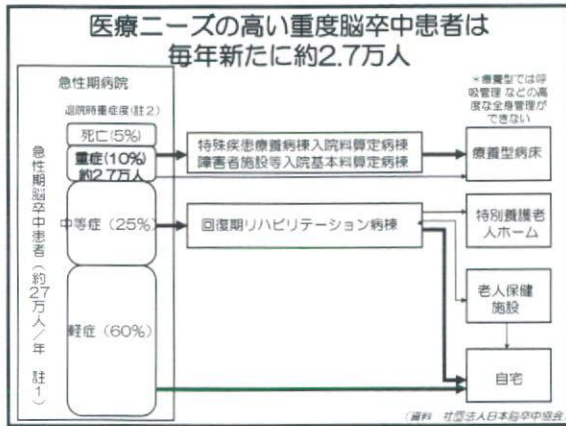 医療ニーズの高い重度脳卒中患者は
毎年新たに約2.7万人
急性期病院
退院時重症度(註2)
死亡(5%)
重症(10%)
約2.7万人
中等症(25%)
軽症(60%)
急性期脳卒中患者(約27万人/年 註1)
特殊疾患療養病棟入院料算定病棟
障害者施設等入院基本料算定病棟
回復期リハビリテーション病棟
*療養型では呼
吸管理などの高
度な全身管理が
できない
療養型病床
特別養護老
人ホーム
老人保健
施設
自宅
(資料 社団法人日本脳卒中協会)